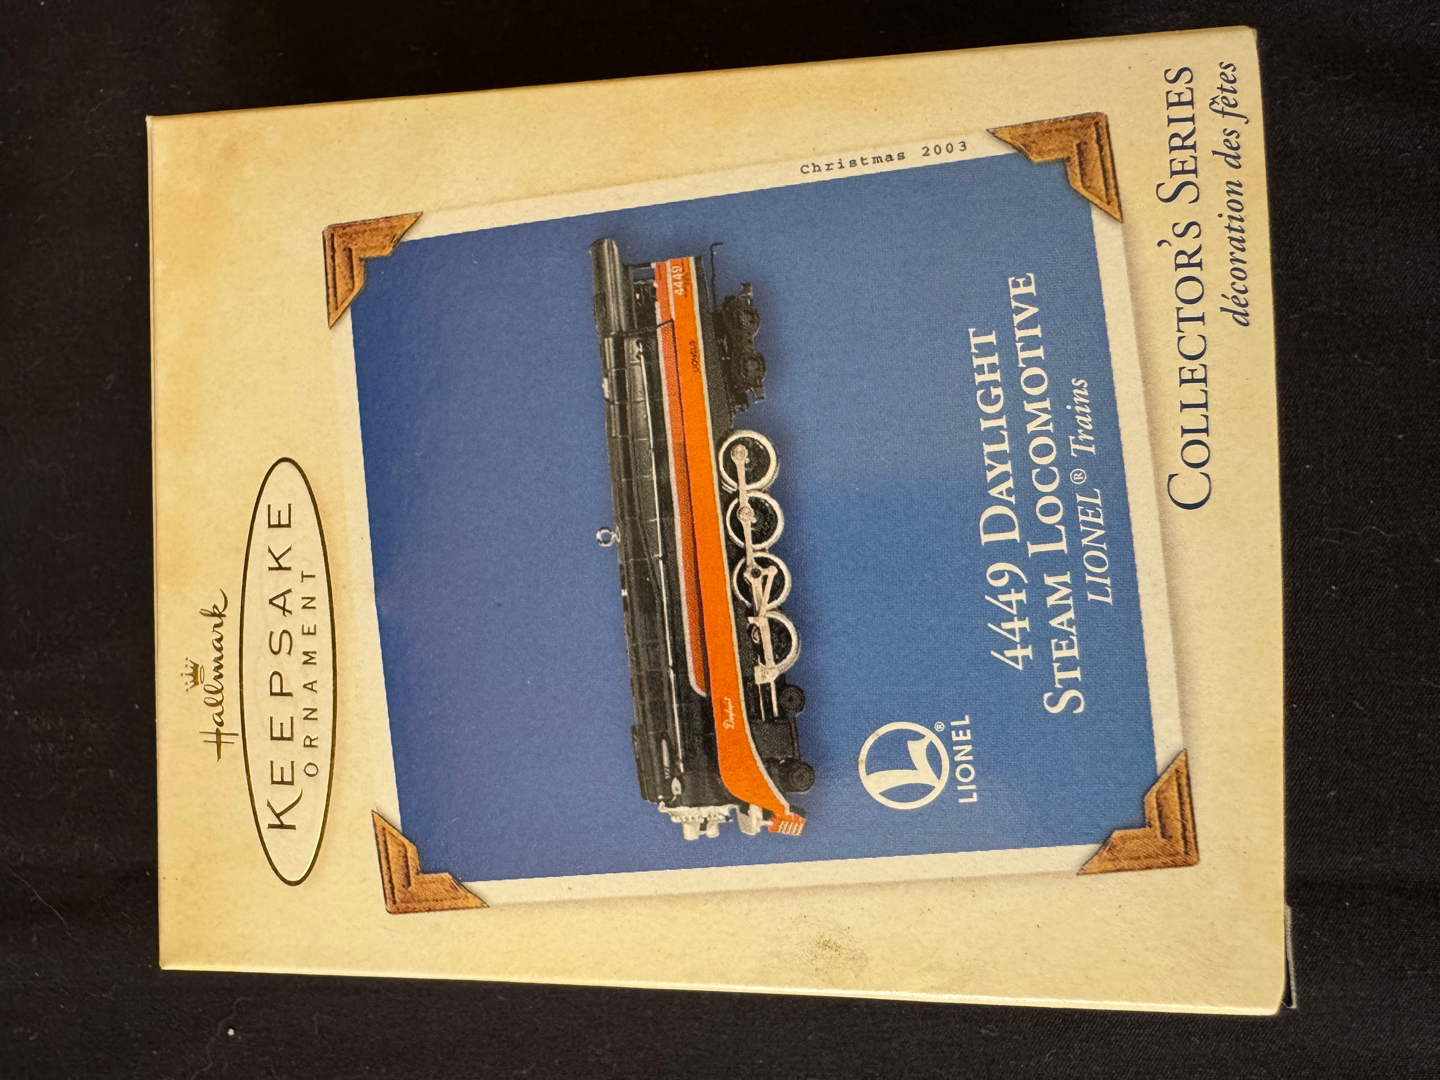 Hallmark
KEEPSAKE
ORNAMENT
Christmas 2003
4449
LIONEL
Daylight
L
LIONEL®
4449 DAYLIGHT
STEAM LOCOMOTIVE
LIONEL® Trains
COLLECTOR'S SERIES
décoration des fêtes